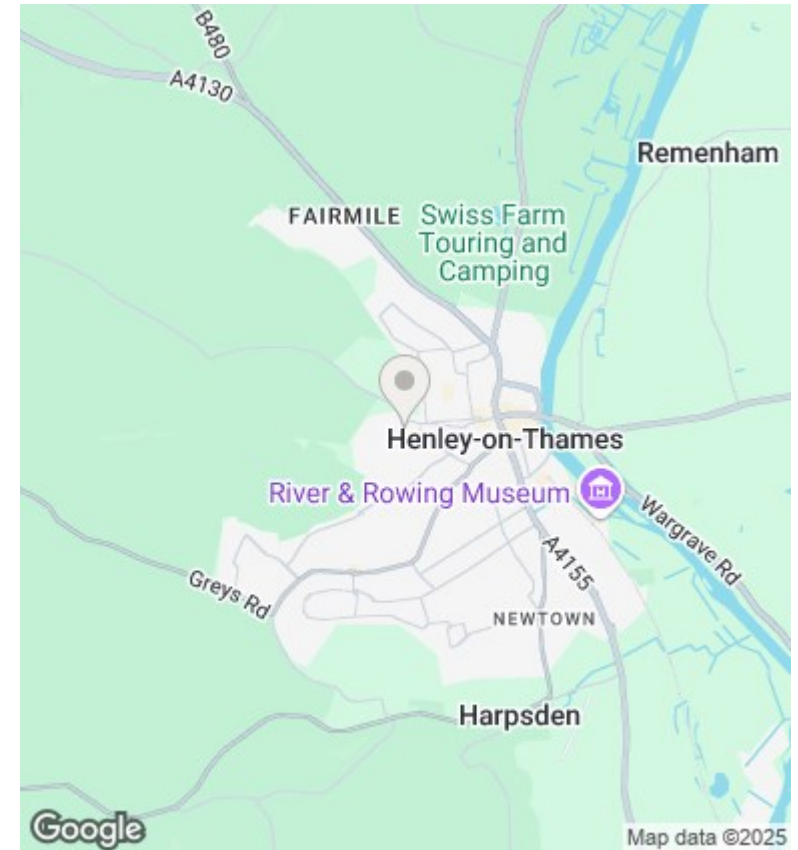 B480
A4130
Remenham
FAIRMILE
Swiss Farm
Touring and
Camping
Henley-on-Thames
River & Rowing Museum
Wargrave Rd
A4155
Greys Rd
NEWTOWN
Harpsden
Google
Map data ©2025